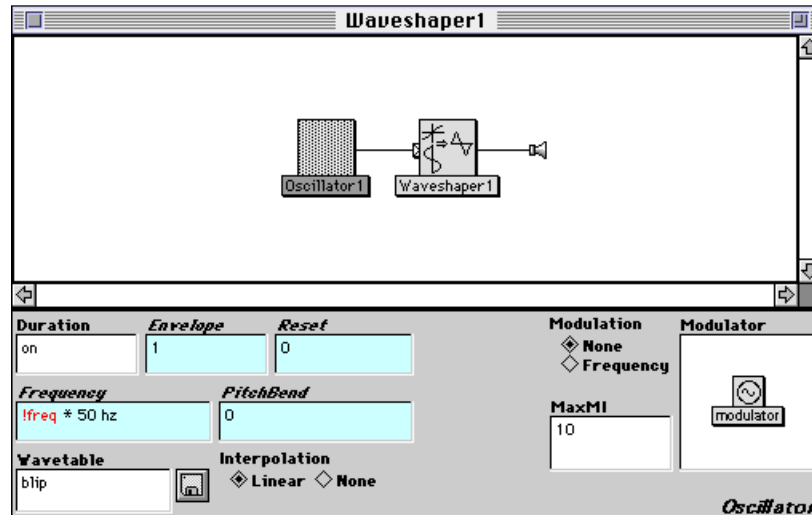 Waveshaper1
Oscillator1 Waveshaper1
Duration Envelope Reset Modulation Modulator
on 1 0 None
Frequency
Frequency PitchBend
!freq * 50 hz 0 MaxMI modulator
10
Wavetable Interpolation
blip Linear None
Oscillator